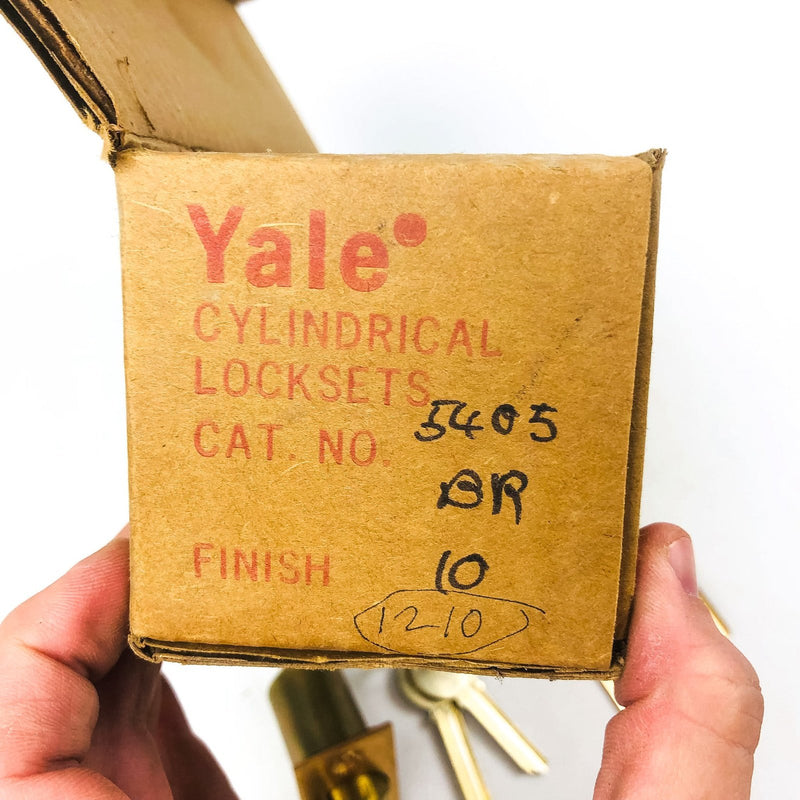 Yale
CYLINDRICAL
LOCKSETS
CAT. NO. 5405
BR
FINISH 10
1210